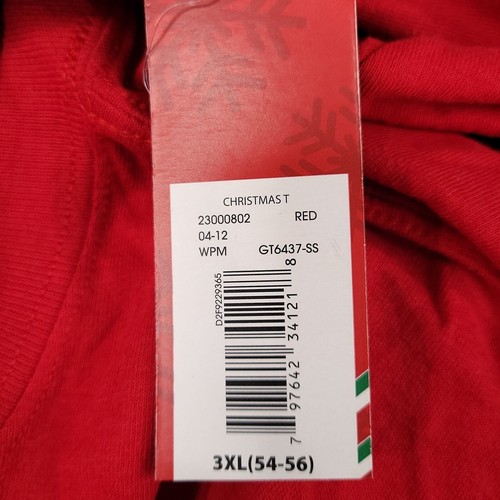 CHRISTMAS T
23000802 RED
04-12
WPM GT6437-SS
D2F9229365
7 97642 34121 8
3XL(54-56)